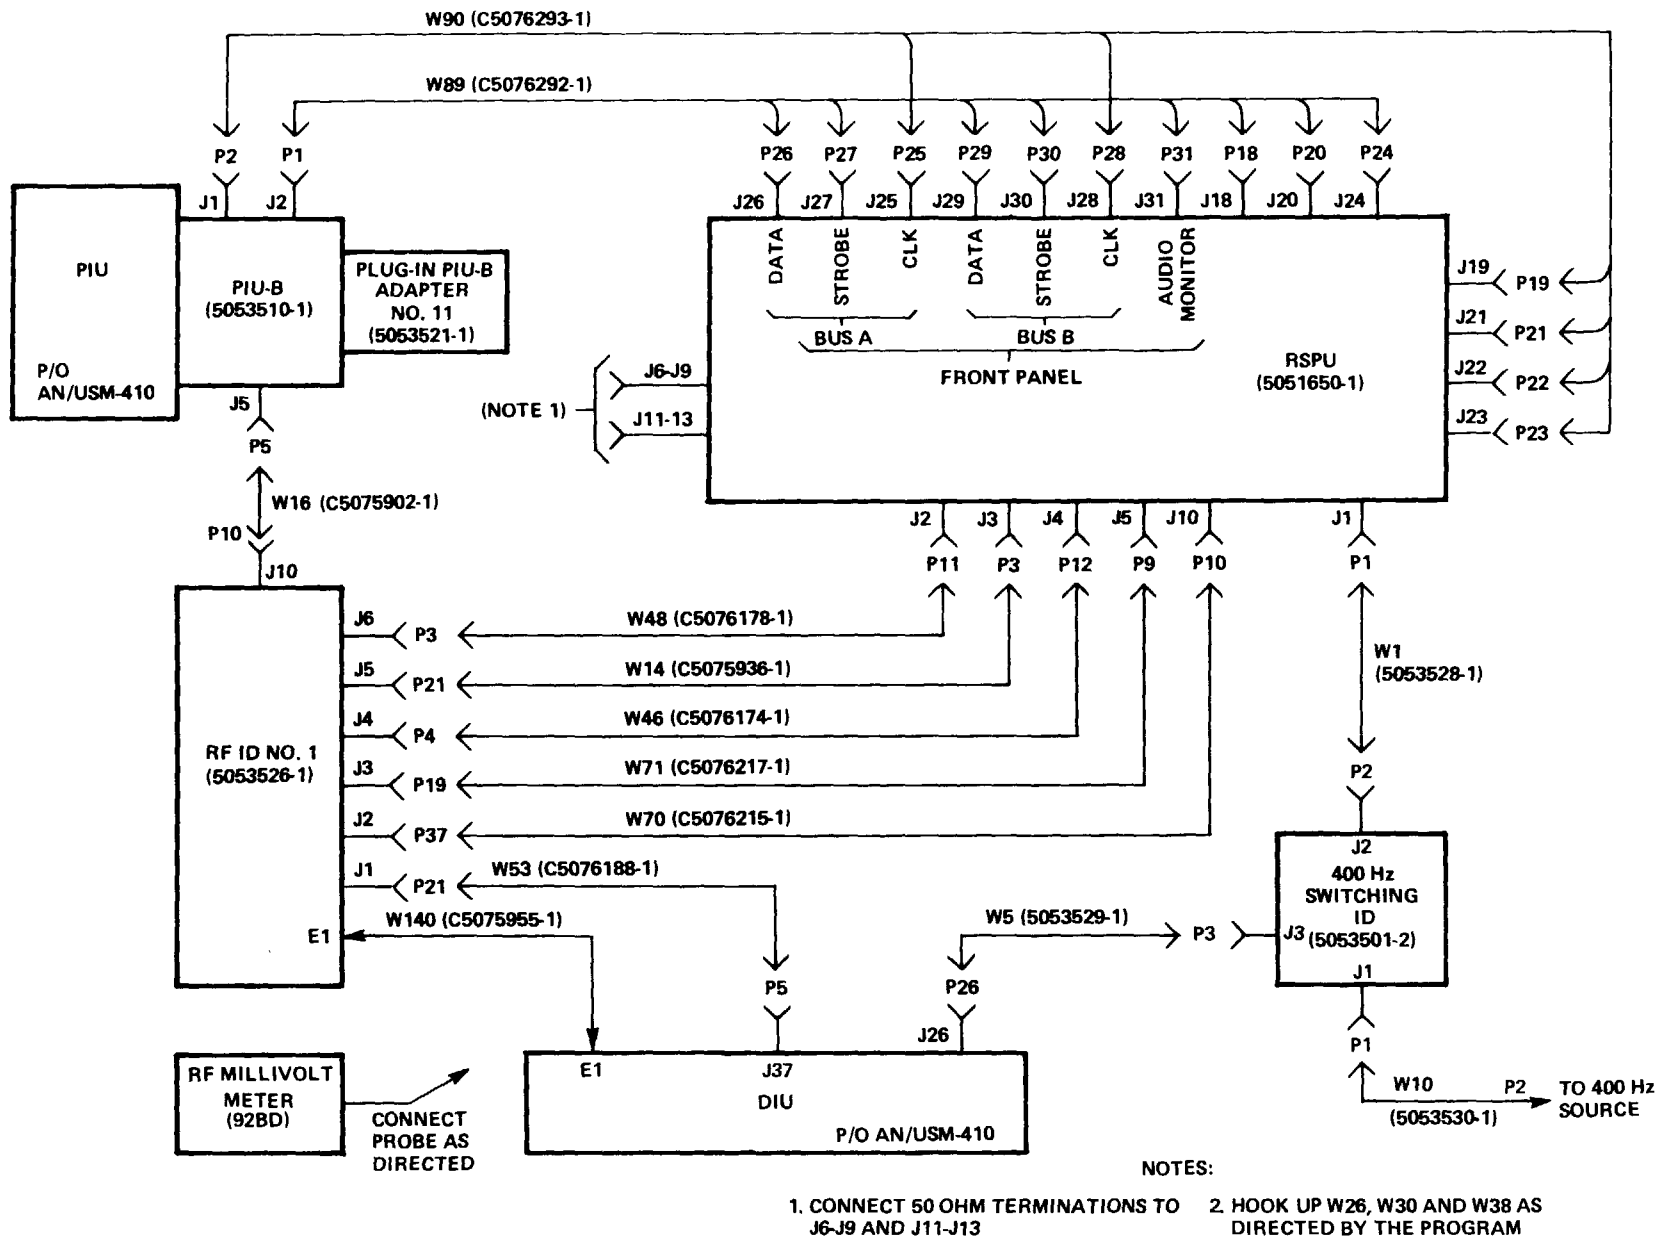 W90 (C5076293-1)
W89 (C5076292-1)
P2
P1
P26
P27
P25
P29
P30
P28
P31
P18
P20
P24
J1
J2
J26
J27
J25
J29
J30
J28
J31
J18
J20
J24
PIU
P/O
AN/USM-410
PIU-B
(5053510-1)
PLUG-IN PIU-B
ADAPTER
NO. 11
(5053521-1)
DATA
STROBE
CLK
DATA
STROBE
CLK
AUDIO
MONITOR
BUS A
BUS B
FRONT PANEL
RSPU
(5051650-1)
J19
P19
J21
P21
J22
P22
J23
P23
(NOTE 1)
J6-J9
J11-13
J5
P5
W16 (C5075902-1)
P10
J10
J2
J3
J4
J5
J10
J1
P11
P3
P12
P9
P10
P1
RF ID NO. 1
(5053526-1)
J6
P3
W48 (C5076178-1)
J5
P21
W14 (C5075936-1)
J4
P4
W46 (C5076174-1)
J3
P19
W71 (C5076217-1)
J2
P37
W70 (C5076215-1)
J1
P21
W53 (C5076188-1)
E1
W140 (C5075955-1)
W1
(5053528-1)
P2
J2
400 Hz
SWITCHING
ID
(5053501-2)
J3
J1
W5 (5053529-1)
P3
P5
P26
J26
P1
W10
(5053530-1)
P2
TO 400 Hz
SOURCE
RF MILLIVOLT
METER
(92BD)
CONNECT
PROBE AS
DIRECTED
E1
J37
DIU
P/O AN/USM-410
NOTES:
1. CONNECT 50 OHM TERMINATIONS TO
J6-J9 AND J11-J13
2. HOOK UP W26, W30 AND W38 AS
DIRECTED BY THE PROGRAM